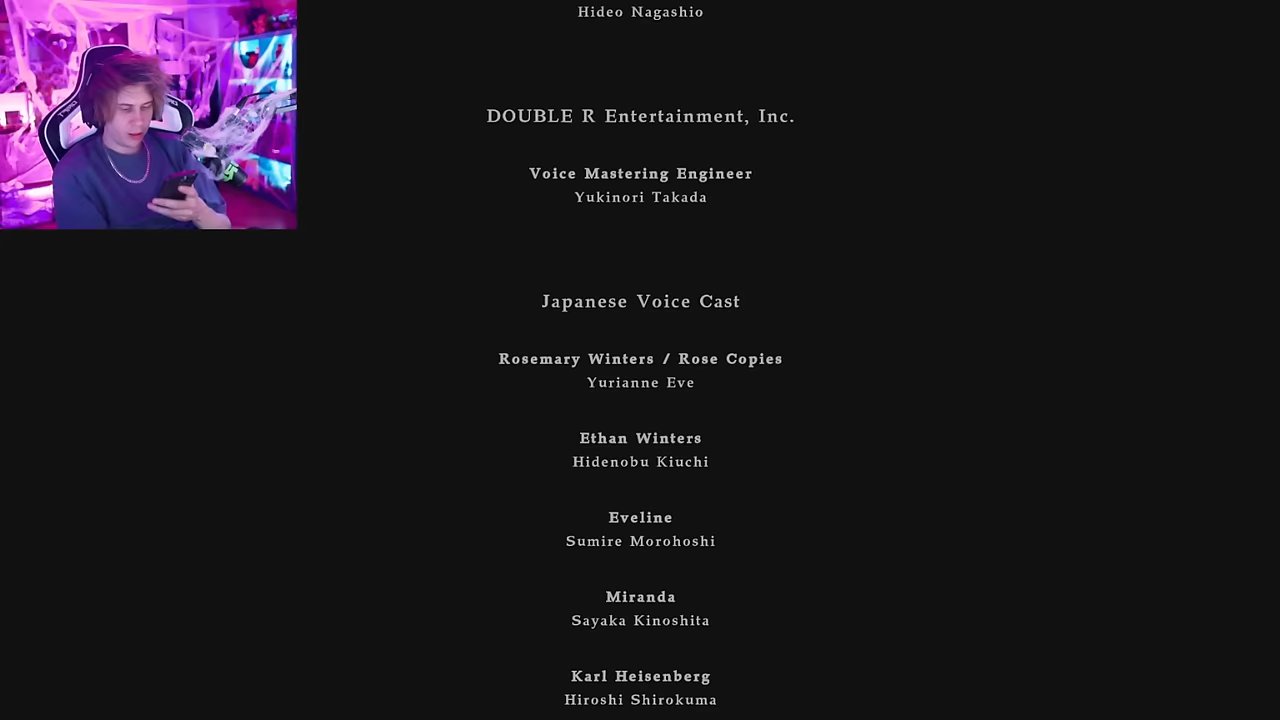 Hideo Nagashio
DOUBLE R Entertainment, Inc.
Voice Mastering Engineer
Yukinori Takada
Japanese Voice Cast
Rosemary Winters / Rose Copies
Yurianne Eve
Ethan Winters
Hidenobu Kiuchi
Eveline
Sumire Morohoshi
Miranda
Sayaka Kinoshita
Karl Heisenberg
Hiroshi Shirokuma